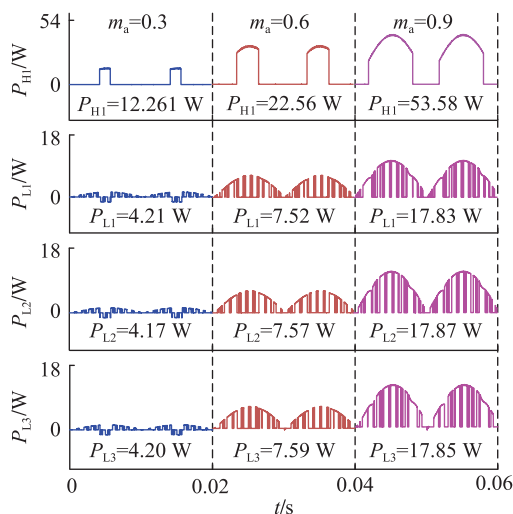 mₐ=0.3 mₐ=0.6 mₐ=0.9
54
0
P_H1/W
P_H1=12.261 W P_H1=22.56 W P_H1=53.58 W
18
0
P_L1/W
P_L1=4.21 W P_L1=7.52 W P_L1=17.83 W
18
0
P_L2/W
P_L2=4.17 W P_L2=7.57 W P_L2=17.87 W
18
0
P_L3/W
P_L3=4.20 W P_L3=7.59 W P_L3=17.85 W
0 0.02 0.04 0.06
t/s